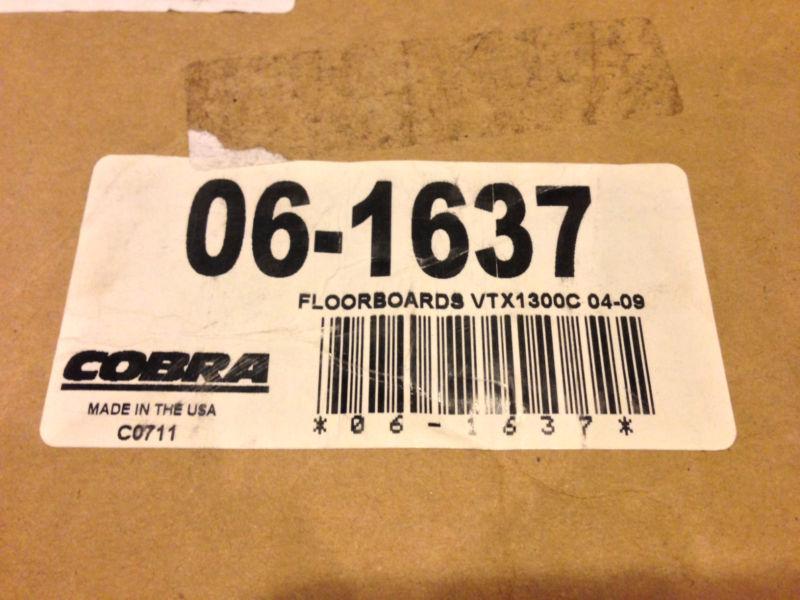 06-1637
FLOORBOARDS VTX1300C 04-09
COBRA
MADE IN THE USA
C0711
*06-1637*